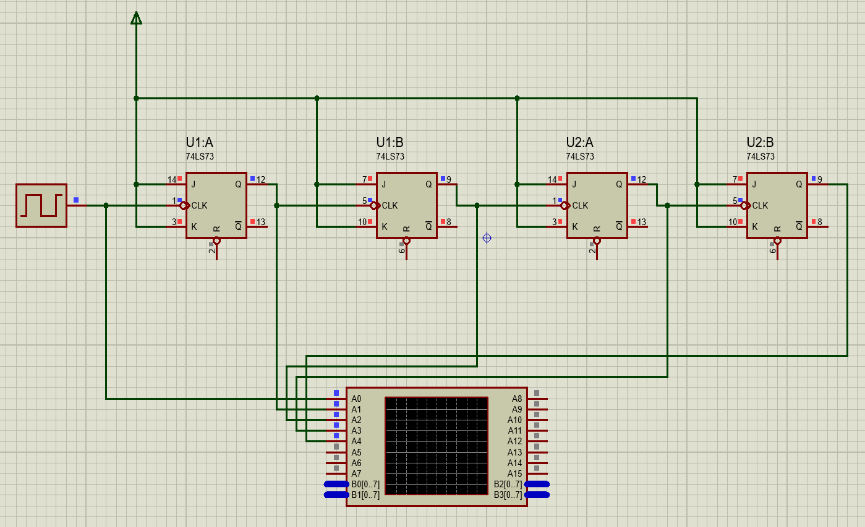 U1:A
74LS73
14
J
Q
12
1
CLK
3
K
Q
13
R
2
U1:B
74LS73
7
J
Q
9
5
CLK
10
K
Q
8
R
6
U2:A
74LS73
14
J
Q
12
1
CLK
3
K
Q
13
R
2
U2:B
74LS73
7
J
Q
9
5
CLK
10
K
Q
8
R
6
A0
A1
A2
A3
A4
A5
A6
A7
B0[0..7]
B1[0..7]
A8
A9
A10
A11
A12
A13
A14
A15
B2[0..7]
B3[0..7]